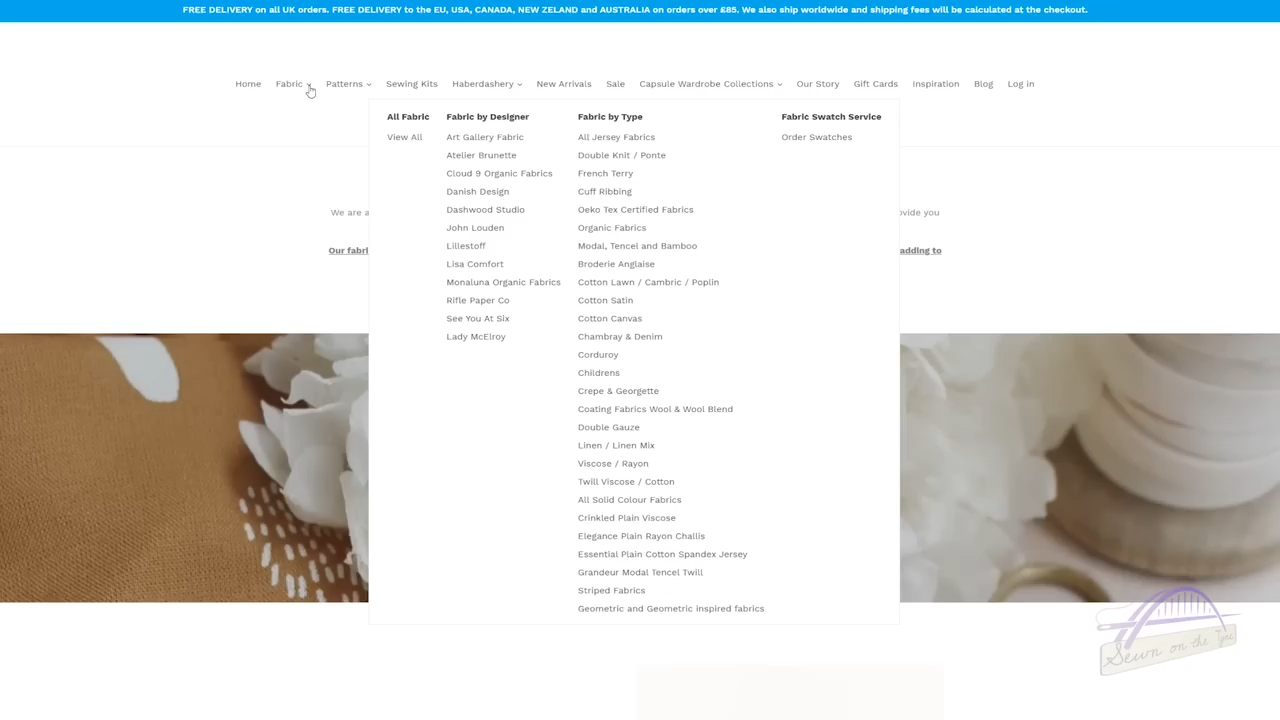 FREE DELIVERY on all UK orders. FREE DELIVERY to the EU, USA, CANADA, NEW ZELAND and AUSTRALIA on orders over £85. We also ship worldwide and shipping fees will be calculated at the checkout.
Home Fabric Patterns Sewing Kits Haberdashery New Arrivals Sale Capsule Wardrobe Collections Our Story Gift Cards Inspiration Blog Log in
All Fabric
View All
Fabric by Designer
Art Gallery Fabric
Atelier Brunette
Cloud 9 Organic Fabrics
Danish Design
Dashwood Studio
John Louden
Lillestoff
Lisa Comfort
Monaluna Organic Fabrics
Rifle Paper Co
See You At Six
Lady McElroy
Fabric by Type
All Jersey Fabrics
Double Knit / Ponte
French Terry
Cuff Ribbing
Oeko Tex Certified Fabrics
Organic Fabrics
Modal, Tencel and Bamboo
Broderie Anglaise
Cotton Lawn / Cambric / Poplin
Cotton Satin
Cotton Canvas
Chambray & Denim
Corduroy
Childrens
Crepe & Georgette
Coating Fabrics Wool & Wool Blend
Double Gauze
Linen / Linen Mix
Viscose / Rayon
Twill Viscose / Cotton
All Solid Colour Fabrics
Crinkled Plain Viscose
Elegance Plain Rayon Challis
Essential Plain Cotton Spandex Jersey
Grandeur Modal Tencel Twill
Striped Fabrics
Geometric and Geometric inspired fabrics
Fabric Swatch Service
Order Swatches
We are a
you
Our
adding to
Sewn on the Tyne